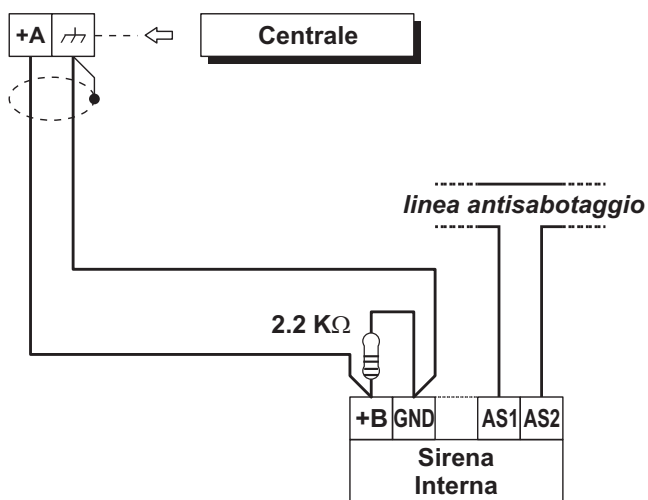 +A
Centrale
linea antisabotaggio
2.2 KΩ
+B GND AS1 AS2
Sirena
Interna